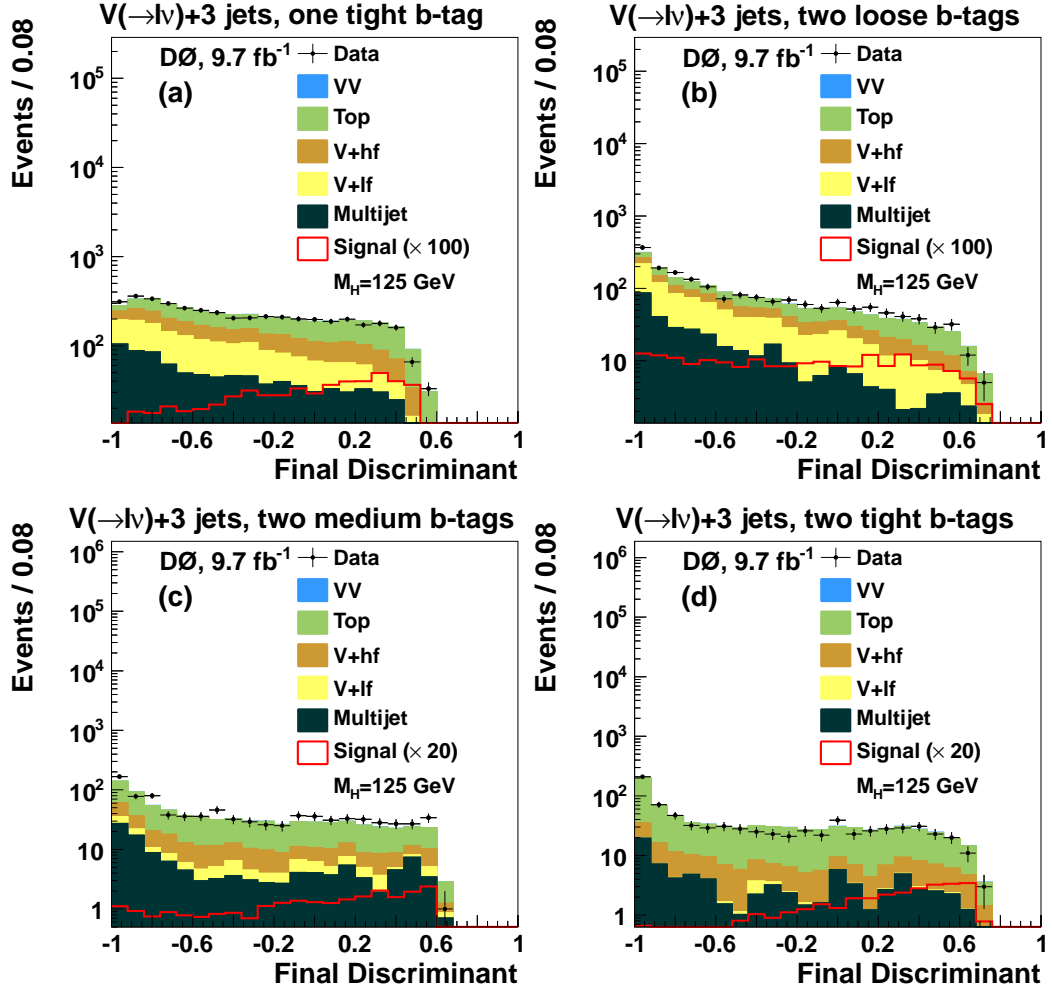 V(→lν)+3 jets, one tight b-tag
Events / 0.08
DØ, 9.7 fb⁻¹
(a)
Data
VV
Top
V+hf
V+lf
Multijet
Signal (× 100)
M_H=125 GeV
10⁵
10⁴
10³
10²
-1 -0.6 -0.2 0.2 0.6 1
Final Discriminant
V(→lν)+3 jets, two loose b-tags
Events / 0.08
DØ, 9.7 fb⁻¹
(b)
Data
VV
Top
V+hf
V+lf
Multijet
Signal (× 100)
M_H=125 GeV
10⁵
10⁴
10³
10²
10
-1 -0.6 -0.2 0.2 0.6 1
Final Discriminant
V(→lν)+3 jets, two medium b-tags
Events / 0.08
DØ, 9.7 fb⁻¹
(c)
Data
VV
Top
V+hf
V+lf
Multijet
Signal (× 20)
M_H=125 GeV
10⁶
10⁵
10⁴
10³
10²
10
1
-1 -0.6 -0.2 0.2 0.6 1
Final Discriminant
V(→lν)+3 jets, two tight b-tags
Events / 0.08
DØ, 9.7 fb⁻¹
(d)
Data
VV
Top
V+hf
V+lf
Multijet
Signal (× 20)
M_H=125 GeV
10⁶
10⁵
10⁴
10³
10²
10
1
-1 -0.6 -0.2 0.2 0.6 1
Final Discriminant